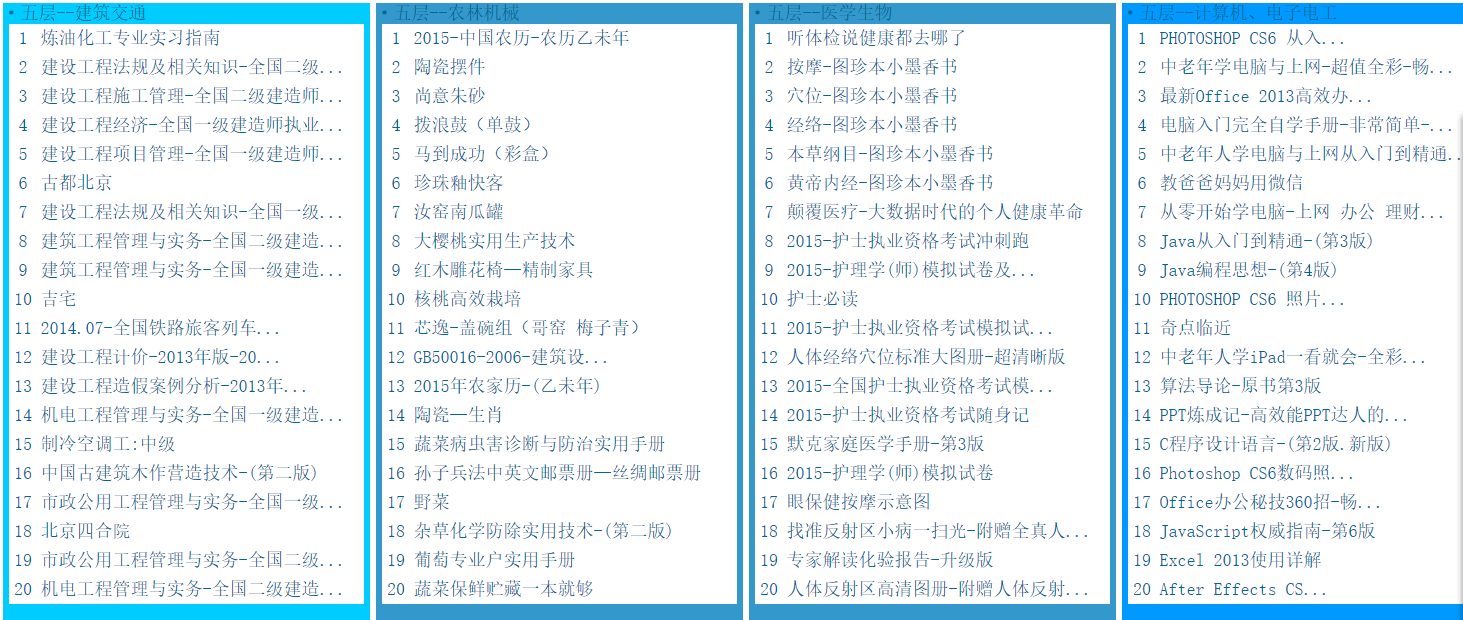 • 五层--建筑交通
1 炼油化工专业实习指南
2 建设工程法规及相关知识-全国二级...
3 建设工程施工管理-全国二级建造师...
4 建设工程经济-全国一级建造师执业...
5 建设工程项目管理-全国一级建造师...
6 古都北京
7 建设工程法规及相关知识-全国一级...
8 建筑工程管理与实务-全国二级建造...
9 建筑工程管理与实务-全国一级建造...
10 吉宅
11 2014.07-全国铁路旅客列车...
12 建设工程计价-2013年版-20...
13 建设工程造假案例分析-2013年...
14 机电工程管理与实务-全国一级建造...
15 制冷空调工:中级
16 中国古建筑木作营造技术-(第二版)
17 市政公用工程管理与实务-全国一级...
18 北京四合院
19 市政公用工程管理与实务-全国二级...
20 机电工程管理与实务-全国二级建造...
• 五层--农林机械
1 2015-中国农历-农历乙未年
2 陶瓷摆件
3 尚意朱砂
4 拨浪鼓（单鼓）
5 马到成功（彩盒）
6 珍珠釉快客
7 汝窑南瓜罐
8 大樱桃实用生产技术
9 红木雕花椅—精制家具
10 核桃高效栽培
11 芯逸-盖碗组（哥窑 梅子青）
12 GB50016-2006-建筑设...
13 2015年农家历-(乙未年)
14 陶瓷—生肖
15 蔬菜病虫害诊断与防治实用手册
16 孙子兵法中英文邮票册—丝绸邮票册
17 野菜
18 杂草化学防除实用技术-(第二版)
19 葡萄专业户实用手册
20 蔬菜保鲜贮藏一本就够
• 五层--医学生物
1 听体检说健康都去哪了
2 按摩-图珍本小墨香书
3 穴位-图珍本小墨香书
4 经络-图珍本小墨香书
5 本草纲目-图珍本小墨香书
6 黄帝内经-图珍本小墨香书
7 颠覆医疗-大数据时代的个人健康革命
8 2015-护士执业资格考试冲刺跑
9 2015-护理学(师)模拟试卷及...
10 护士必读
11 2015-护士执业资格考试模拟试...
12 人体经络穴位标准大图册-超清晰版
13 2015-全国护士执业资格考试模...
14 2015-护士执业资格考试随身记
15 默克家庭医学手册-第3版
16 2015-护理学(师)模拟试卷
17 眼保健按摩示意图
18 找准反射区小病一扫光-附赠全真人...
19 专家解读化验报告-升级版
20 人体反射区高清图册-附赠人体反射...
• 五层--计算机、电子电工
1 PHOTOSHOP CS6 从入...
2 中老年学电脑与上网-超值全彩-畅...
3 最新Office 2013高效办...
4 电脑入门完全自学手册-非常简单-...
5 中老年人学电脑与上网从入门到精通..
6 教爸爸妈妈用微信
7 从零开始学电脑-上网 办公 理财...
8 Java从入门到精通-(第3版)
9 Java编程思想-(第4版)
10 PHOTOSHOP CS6 照片...
11 奇点临近
12 中老年人学iPad一看就会-全彩...
13 算法导论-原书第3版
14 PPT炼成记-高效能PPT达人的...
15 C程序设计语言-(第2版.新版)
16 Photoshop CS6数码照...
17 Office办公秘技360招-畅...
18 JavaScript权威指南-第6版
19 Excel 2013使用详解
20 After Effects CS...